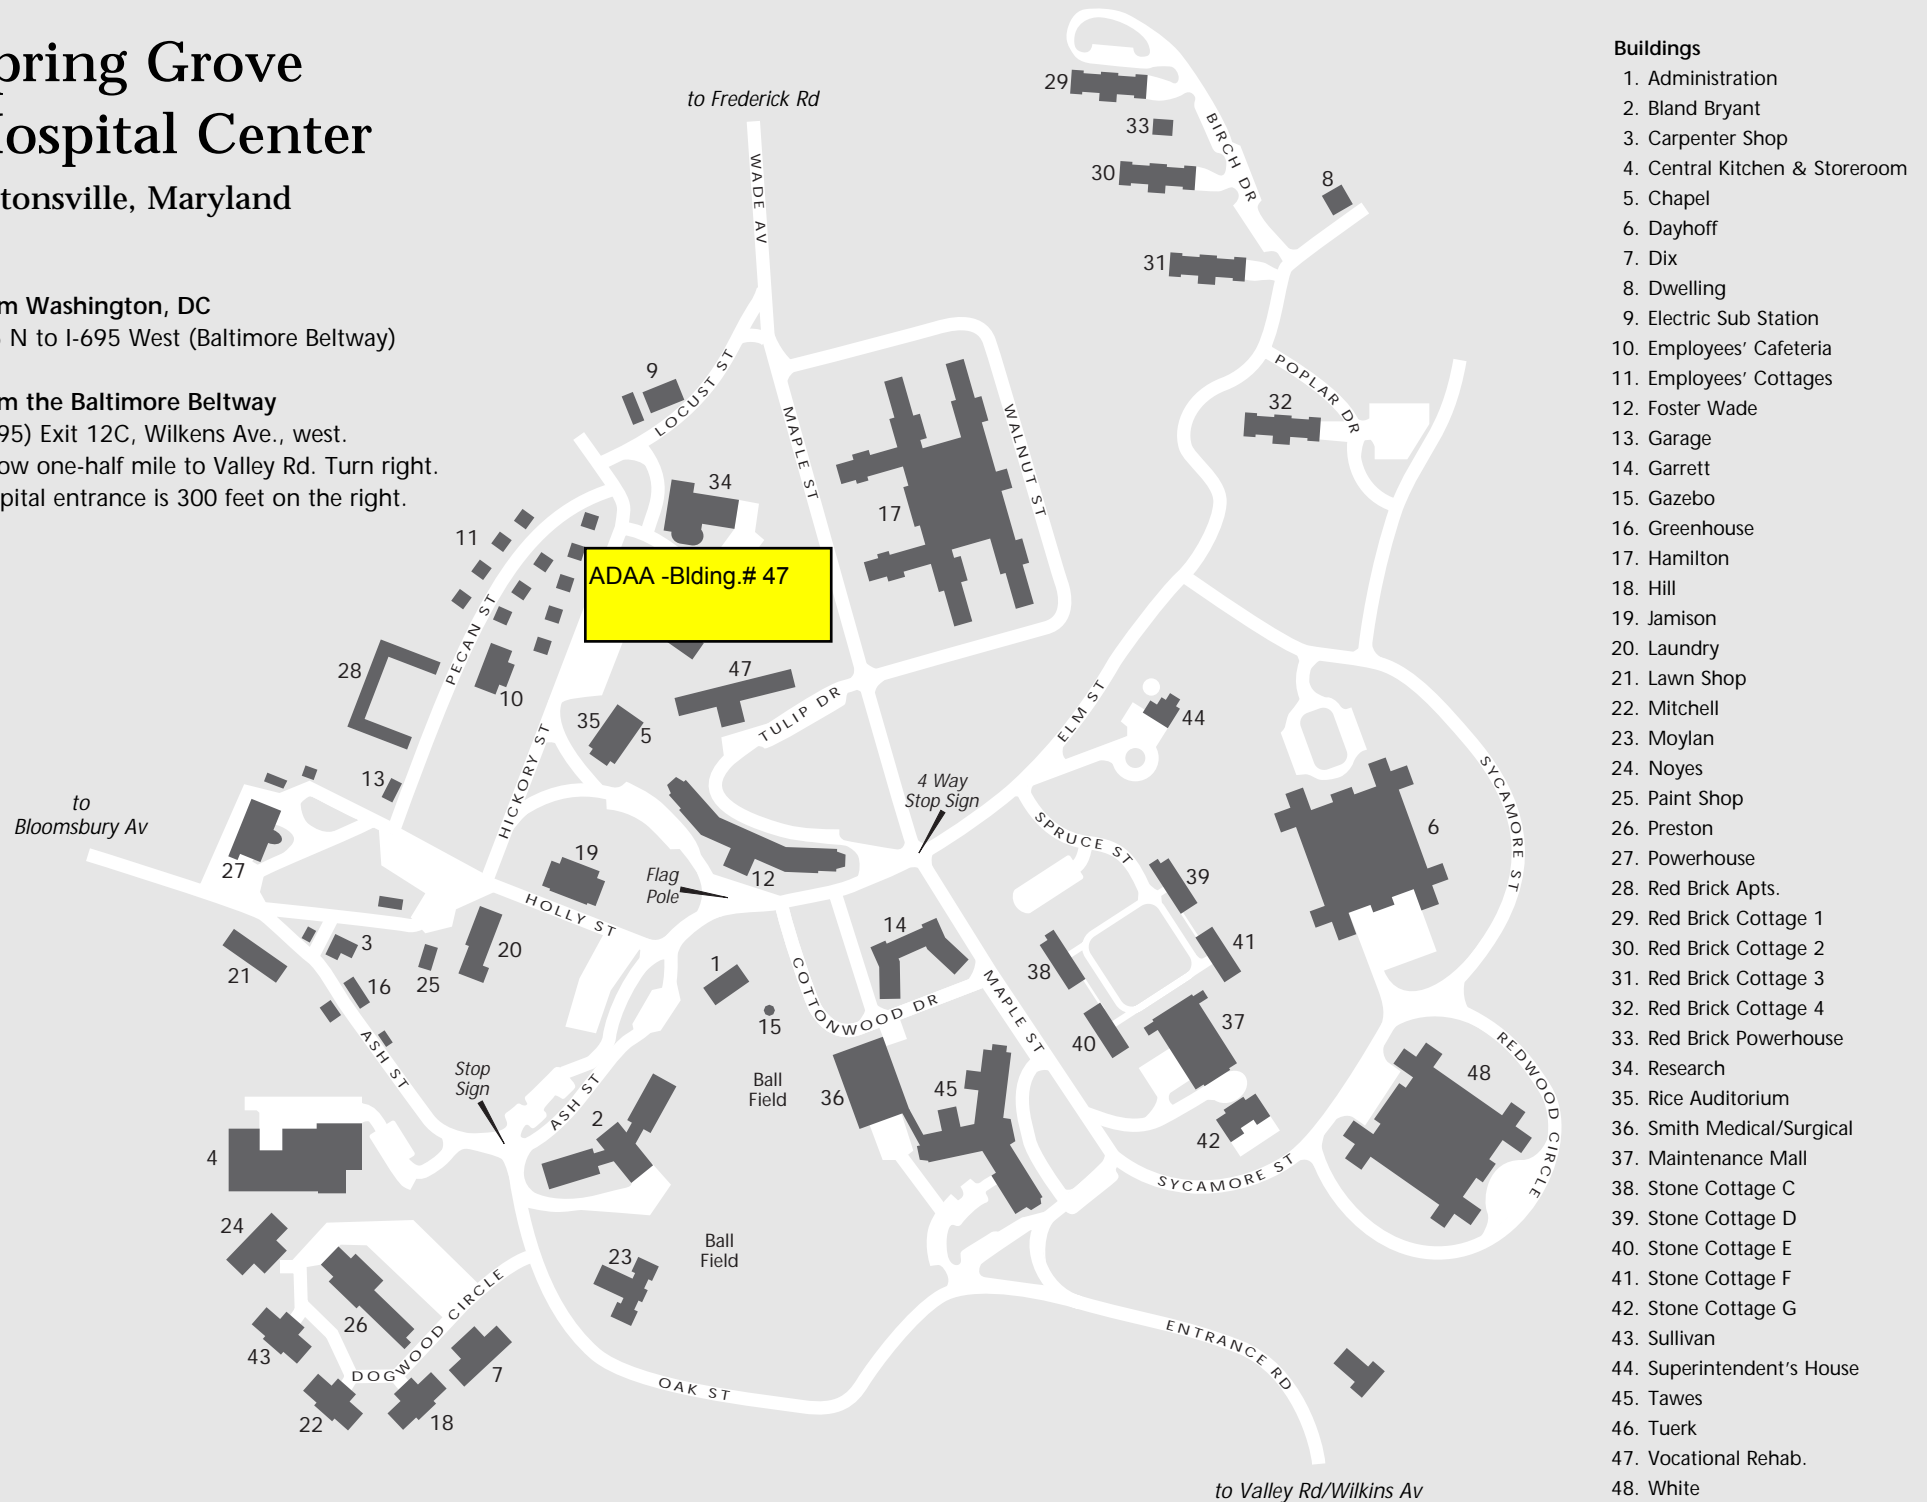 pring Grove
ospital Center
tonsville, Maryland
m Washington, DC
N to I-695 West (Baltimore Beltway)
m the Baltimore Beltway
95) Exit 12C, Wilkens Ave., west.
ow one-half mile to Valley Rd. Turn right.
pital entrance is 300 feet on the right.
to Frederick Rd
WADE AV
29
33
30
31
BIRCH DR
8
POPLAR DR
32
9
LOCUST ST
MAPLE ST
WALNUT ST
34
17
11
ADAA -Blding.# 47
PECAN ST
28
10
47
35
5
TULIP DR
ELM ST
44
HICKORY ST
13
4 Way
Stop Sign
SYCAMORE ST
to
Bloomsbury Av
SPRUCE ST
6
27
19
Flag
Pole
12
39
HOLLY ST
14
41
3
20
21
16
25
1
15
COTTONWOOD DR
MAPLE ST
38
37
40
REDWOOD CIRCLE
ASH ST
Stop
Sign
ASH ST
2
Ball
Field
36
45
48
42
4
SYCAMORE ST
24
23
Ball
Field
26
DOGWOOD CIRCLE
43
7
22
18
OAK ST
ENTRANCE RD
to Valley Rd/Wilkins Av
Buildings
1. Administration
2. Bland Bryant
3. Carpenter Shop
4. Central Kitchen & Storeroom
5. Chapel
6. Dayhoff
7. Dix
8. Dwelling
9. Electric Sub Station
10. Employees' Cafeteria
11. Employees' Cottages
12. Foster Wade
13. Garage
14. Garrett
15. Gazebo
16. Greenhouse
17. Hamilton
18. Hill
19. Jamison
20. Laundry
21. Lawn Shop
22. Mitchell
23. Moylan
24. Noyes
25. Paint Shop
26. Preston
27. Powerhouse
28. Red Brick Apts.
29. Red Brick Cottage 1
30. Red Brick Cottage 2
31. Red Brick Cottage 3
32. Red Brick Cottage 4
33. Red Brick Powerhouse
34. Research
35. Rice Auditorium
36. Smith Medical/Surgical
37. Maintenance Mall
38. Stone Cottage C
39. Stone Cottage D
40. Stone Cottage E
41. Stone Cottage F
42. Stone Cottage G
43. Sullivan
44. Superintendent's House
45. Tawes
46. Tuerk
47. Vocational Rehab.
48. White